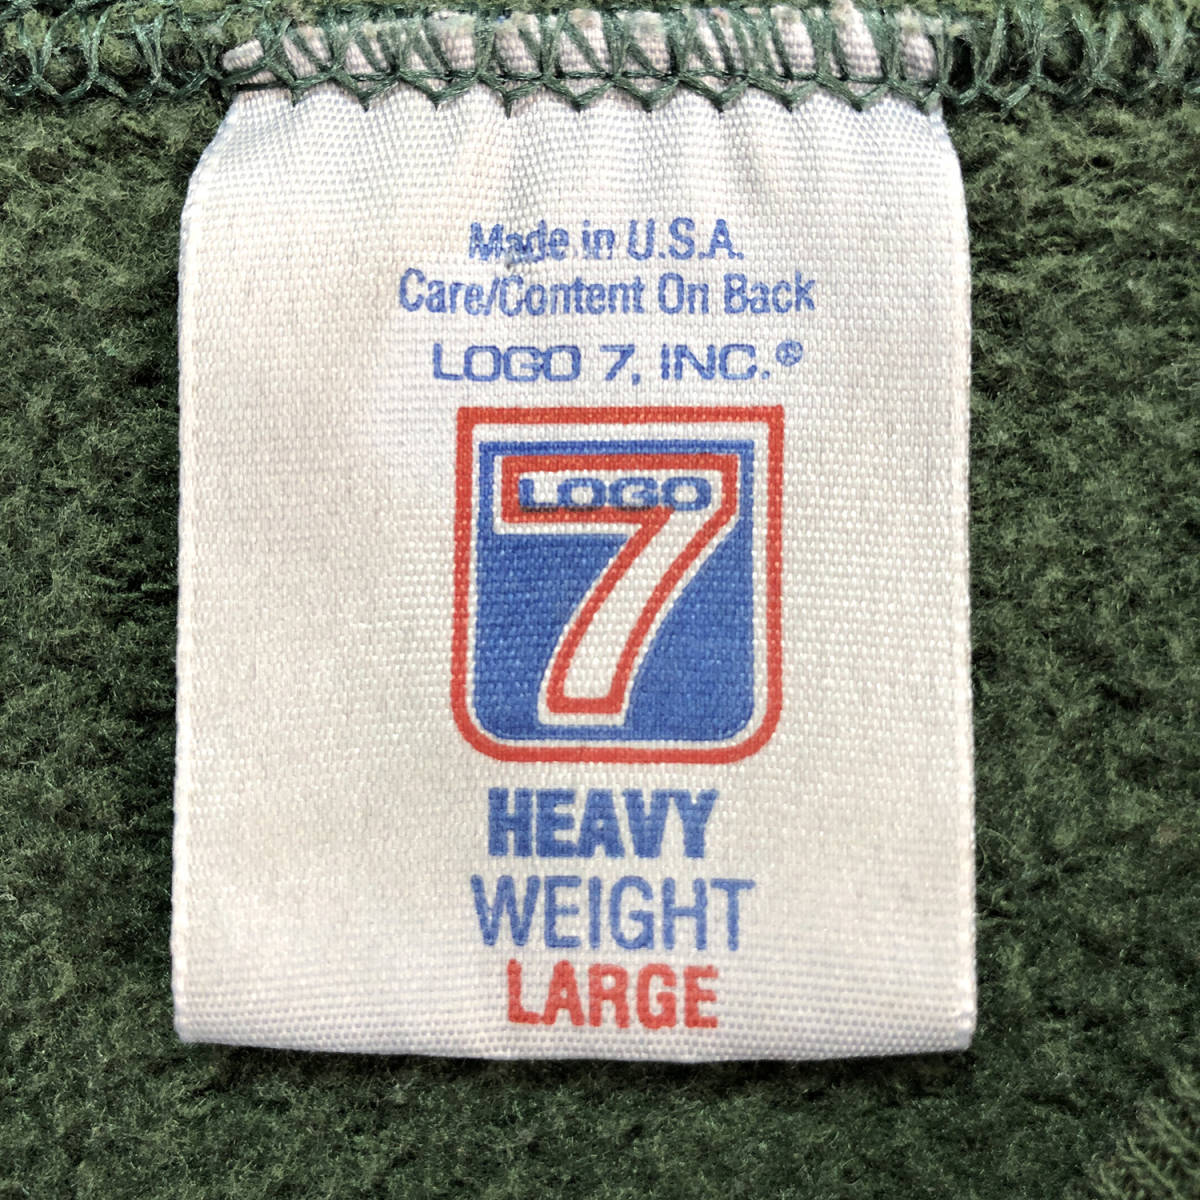 Made in U.S.A.
Care/Content On Back
LOGO 7, INC.®
LOGO
7
HEAVY
WEIGHT
LARGE